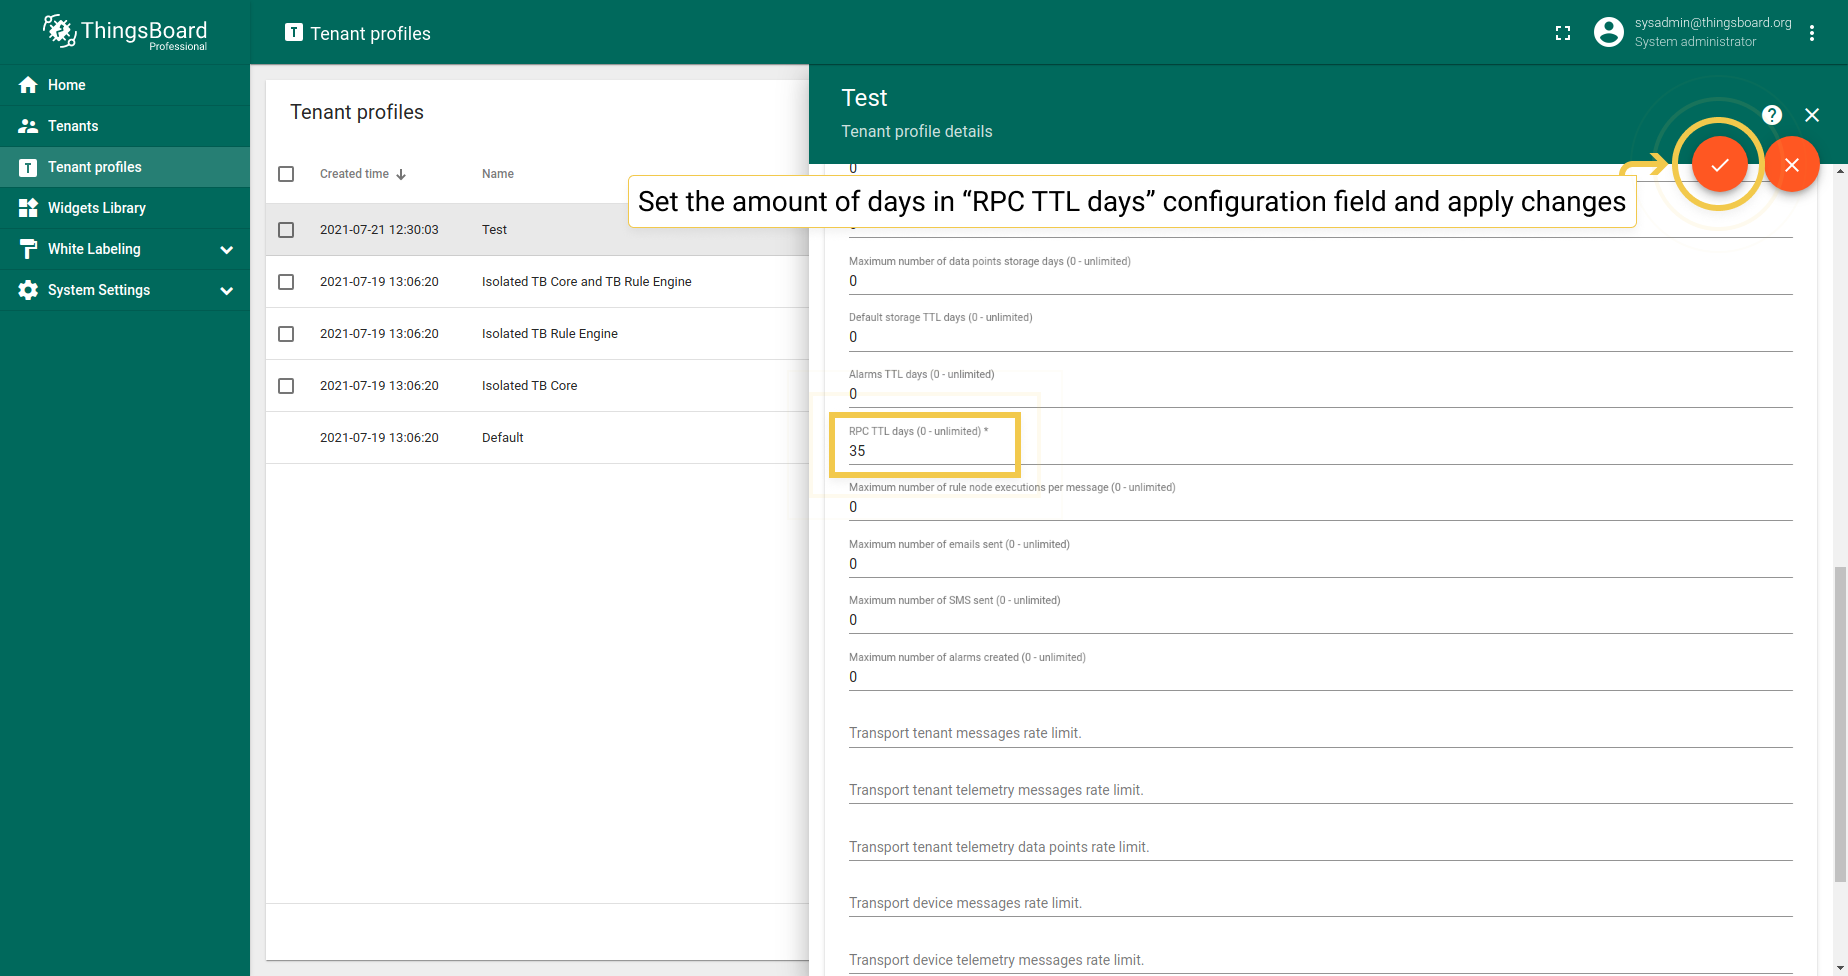 ThingsBoard
Professional
T Tenant profiles
sysadmin@thingsboard.org
System administrator
Home
Tenants
T Tenant profiles
Widgets Library
White Labeling
System Settings
Tenant profiles
Created time Name
2021-07-21 12:30:03 Test
2021-07-19 13:06:20 Isolated TB Core and TB Rule Engine
2021-07-19 13:06:20 Isolated TB Rule Engine
2021-07-19 13:06:20 Isolated TB Core
2021-07-19 13:06:20 Default
Test
Tenant profile details
?
0
Set the amount of days in “RPC TTL days” configuration field and apply changes
Maximum number of data points storage days (0 - unlimited)
0
Default storage TTL days (0 - unlimited)
0
Alarms TTL days (0 - unlimited)
0
RPC TTL days (0 - unlimited) *
35
Maximum number of rule node executions per message (0 - unlimited)
0
Maximum number of emails sent (0 - unlimited)
0
Maximum number of SMS sent (0 - unlimited)
0
Maximum number of alarms created (0 - unlimited)
0
Transport tenant messages rate limit.
Transport tenant telemetry messages rate limit.
Transport tenant telemetry data points rate limit.
Transport device messages rate limit.
Transport device telemetry messages rate limit.